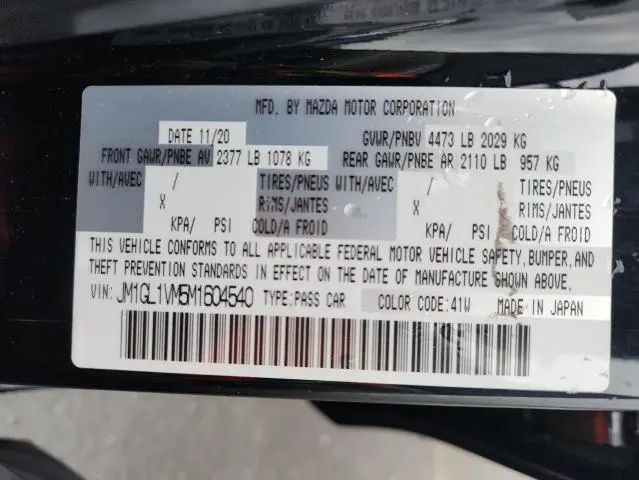 MFD. BY MAZDA MOTOR CORPORATION
DATE 11/20 GVWR/PNBV 4473 LB 2029 KG
FRONT GAWR/PNBE AV 2377 LB 1078 KG REAR GAWR/PNBE AR 2110 LB 957 KG
WITH/AVEC / TIRES/PNEUS WITH/AVEC / TIRES/PNEUS
X RIMS/JANTES X RIMS/JANTES
KPA/ PSI COLD/A FROID KPA/ PSI COLD/A FROID
THIS VEHICLE CONFORMS TO ALL APPLICABLE FEDERAL MOTOR VEHICLE SAFETY, BUMPER, AND
THEFT PREVENTION STANDARDS IN EFFECT ON THE DATE OF MANUFACTURE SHOWN ABOVE.
VIN: JM1GL1VM5M1604540 TYPE: PASS CAR COLOR CODE: 41W MADE IN JAPAN